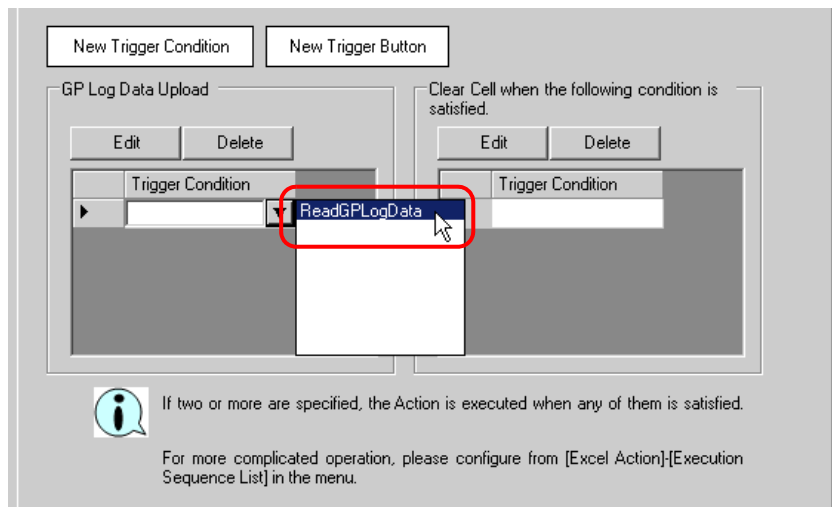 New Trigger Condition
New Trigger Button
GP Log Data Upload
Clear Cell when the following condition is
satisfied.
Edit
Delete
Edit
Delete
Trigger Condition
Trigger Condition
ReadGPLogData
If two or more are specified, the Action is executed when any of them is satisfied.
For more complicated operation, please configure from [Excel Action]-[Execution
Sequence List] in the menu.